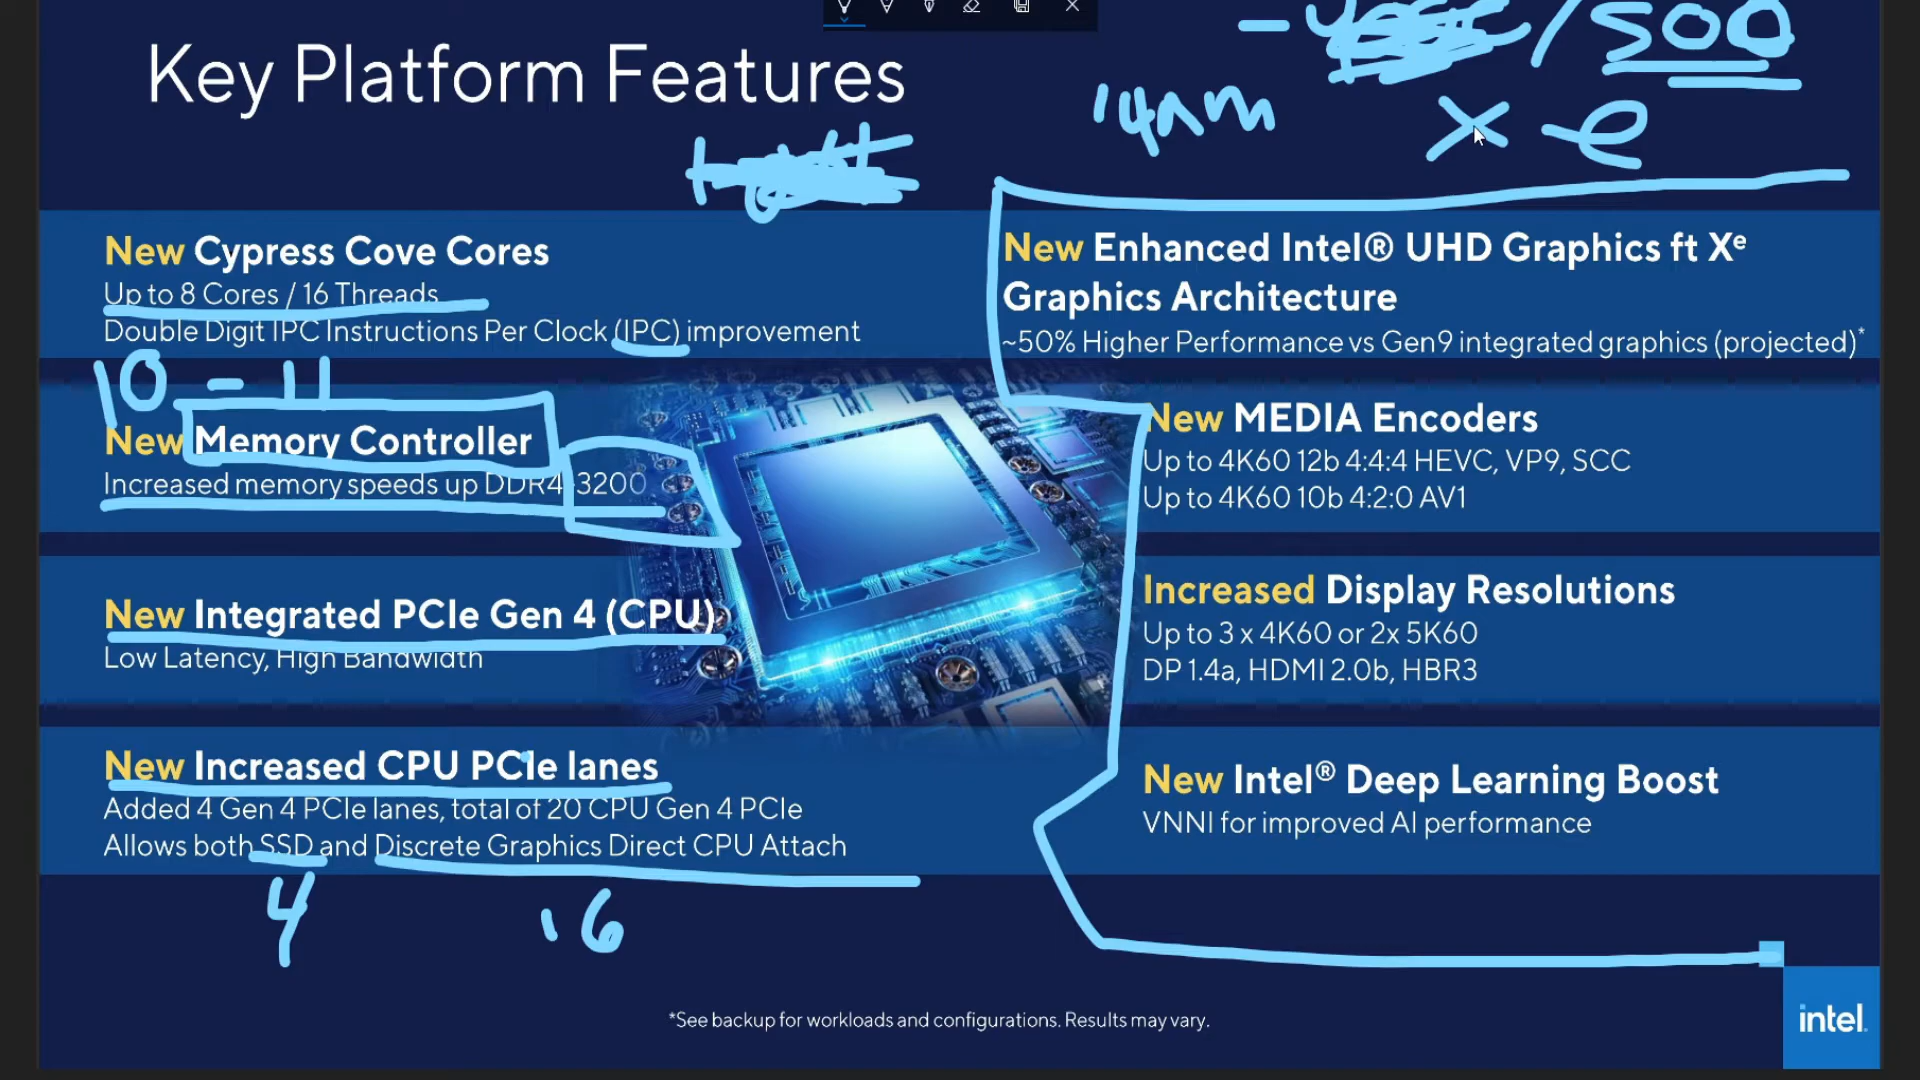 Key Platform Features
/500
14nm
X e
New Cypress Cove Cores
Up to 8 Cores / 16 Threads
Double Digit IPC Instructions Per Clock (IPC) improvement
10 - 11
New Memory Controller
Increased memory speeds up DDR4-3200
New Integrated PCIe Gen 4 (CPU)
Low Latency, High Bandwidth
New Increased CPU PCIe lanes
Added 4 Gen 4 PCIe lanes, total of 20 CPU Gen 4 PCIe
Allows both SSD and Discrete Graphics Direct CPU Attach
4 16
New Enhanced Intel® UHD Graphics ft Xᵉ
Graphics Architecture
~50% Higher Performance vs Gen9 integrated graphics (projected)*
New MEDIA Encoders
Up to 4K60 12b 4:4:4 HEVC, VP9, SCC
Up to 4K60 10b 4:2:0 AV1
Increased Display Resolutions
Up to 3 x 4K60 or 2x 5K60
DP 1.4a, HDMI 2.0b, HBR3
New Intel® Deep Learning Boost
VNNI for improved AI performance
*See backup for workloads and configurations. Results may vary.
intel.